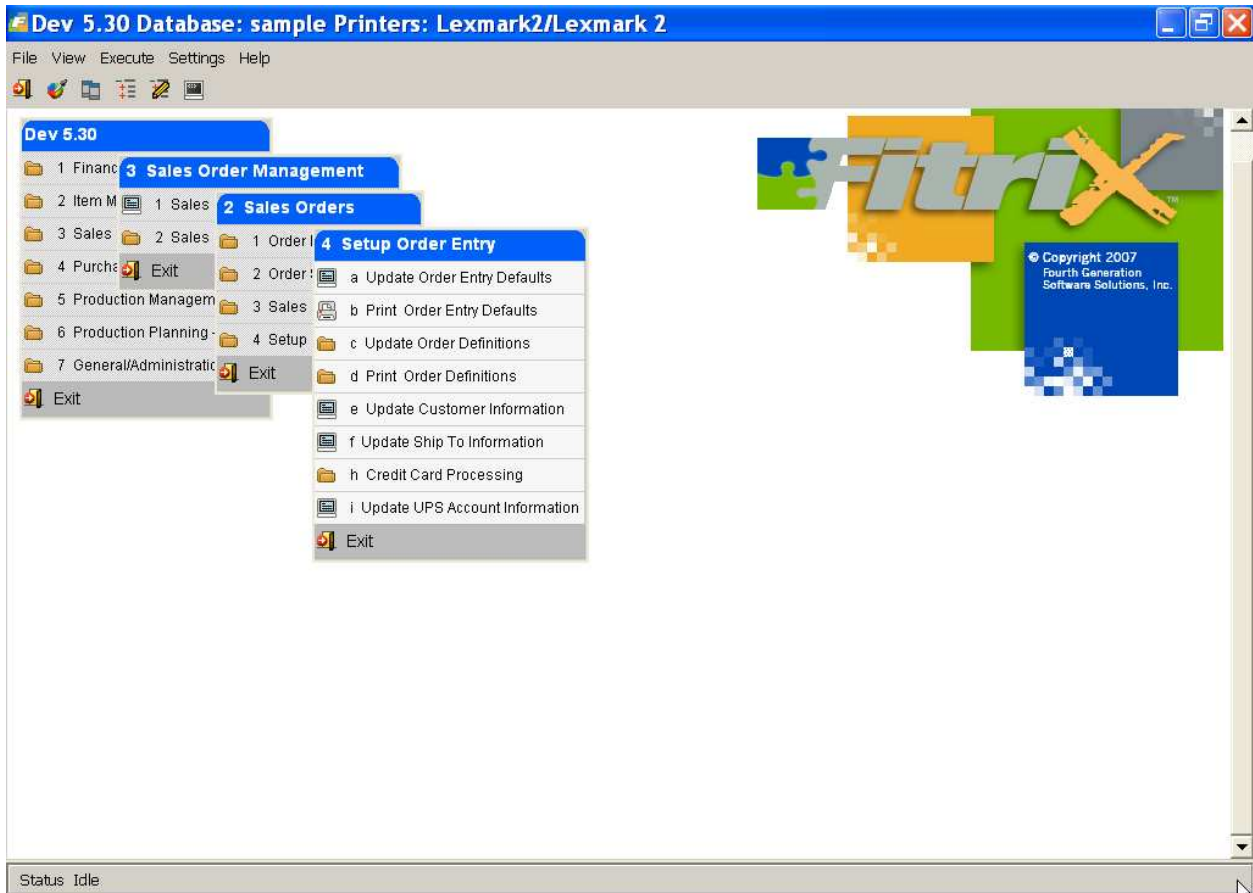 Dev 5.30 Database: sample Printers: Lexmark2/Lexmark 2
File View Execute Settings Help
Dev 5.30
1 Financ
2 Item M
3 Sales
4 Purcha
5 Production Managem
6 Production Planning -
7 General/Administratic
Exit
3 Sales Order Management
1 Sales
2 Sales
Exit
2 Sales Orders
1 Order I
2 Order
3 Sales
4 Setup
Exit
4 Setup Order Entry
a Update Order Entry Defaults
b Print Order Entry Defaults
c Update Order Definitions
d Print Order Definitions
e Update Customer Information
f Update Ship To Information
h Credit Card Processing
i Update UPS Account Information
Exit
Fitrix
TM
© Copyright 2007
Fourth Generation
Software Solutions, Inc.
Status Idle